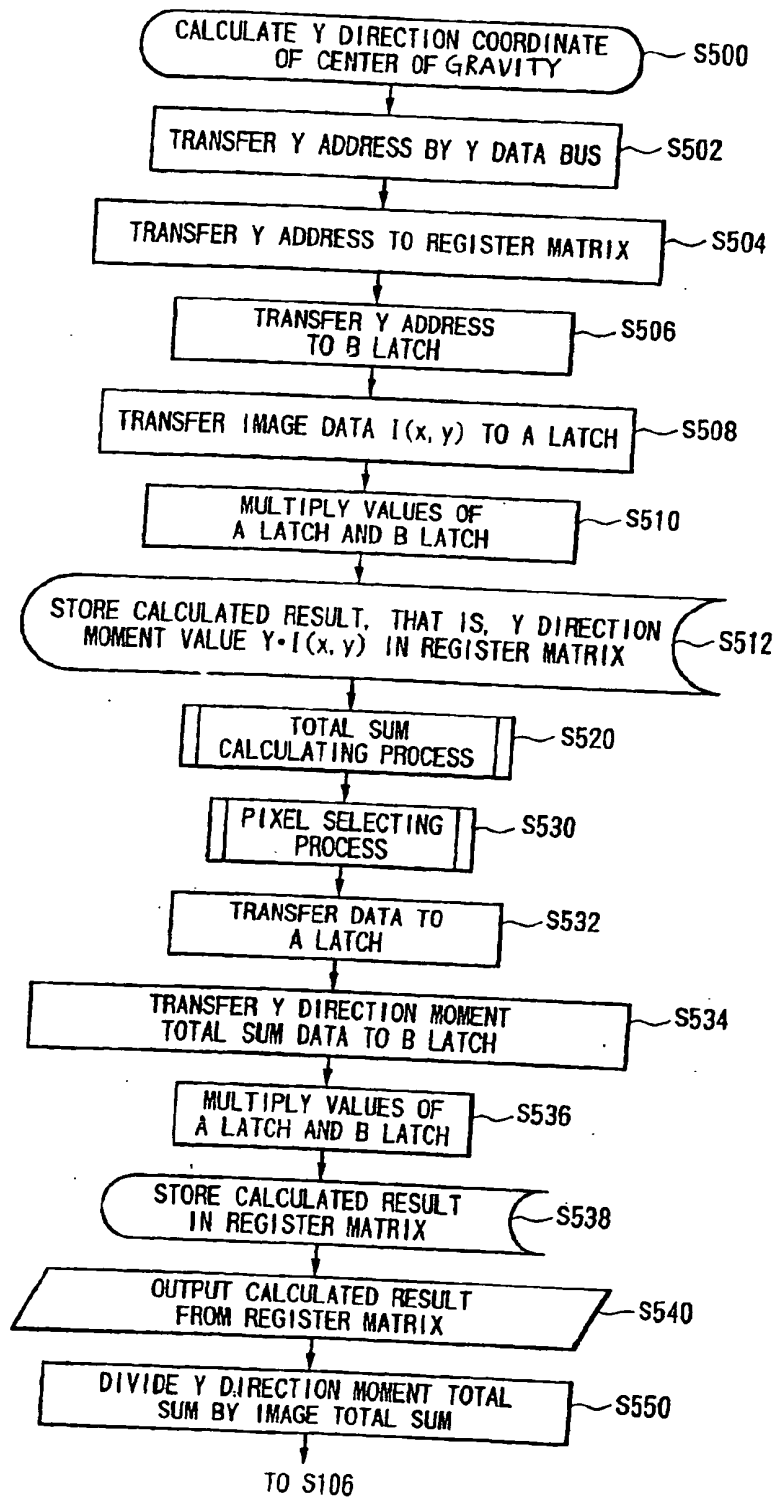 CALCULATE Y DIRECTION COORDINATE
OF CENTER OF GRAVITY
S500
TRANSFER Y ADDRESS BY Y DATA BUS
S502
TRANSFER Y ADDRESS TO REGISTER MATRIX
S504
TRANSFER Y ADDRESS
TO B LATCH
S506
TRANSFER IMAGE DATA I(x, y) TO A LATCH
S508
MULTIPLY VALUES OF
A LATCH AND B LATCH
S510
STORE CALCULATED RESULT, THAT IS, Y DIRECTION
MOMENT VALUE Y•I(x, y) IN REGISTER MATRIX
S512
TOTAL SUM
CALCULATING PROCESS
S520
PIXEL SELECTING
PROCESS
S530
TRANSFER DATA TO
A LATCH
S532
TRANSFER Y DIRECTION MOMENT
TOTAL SUM DATA TO B LATCH
S534
MULTIPLY VALUES OF
A LATCH AND B LATCH
S536
STORE CALCULATED RESULT
IN REGISTER MATRIX
S538
OUTPUT CALCULATED RESULT
FROM REGISTER MATRIX
S540
DIVIDE Y DIRECTION MOMENT TOTAL
SUM BY IMAGE TOTAL SUM
S550
TO S106